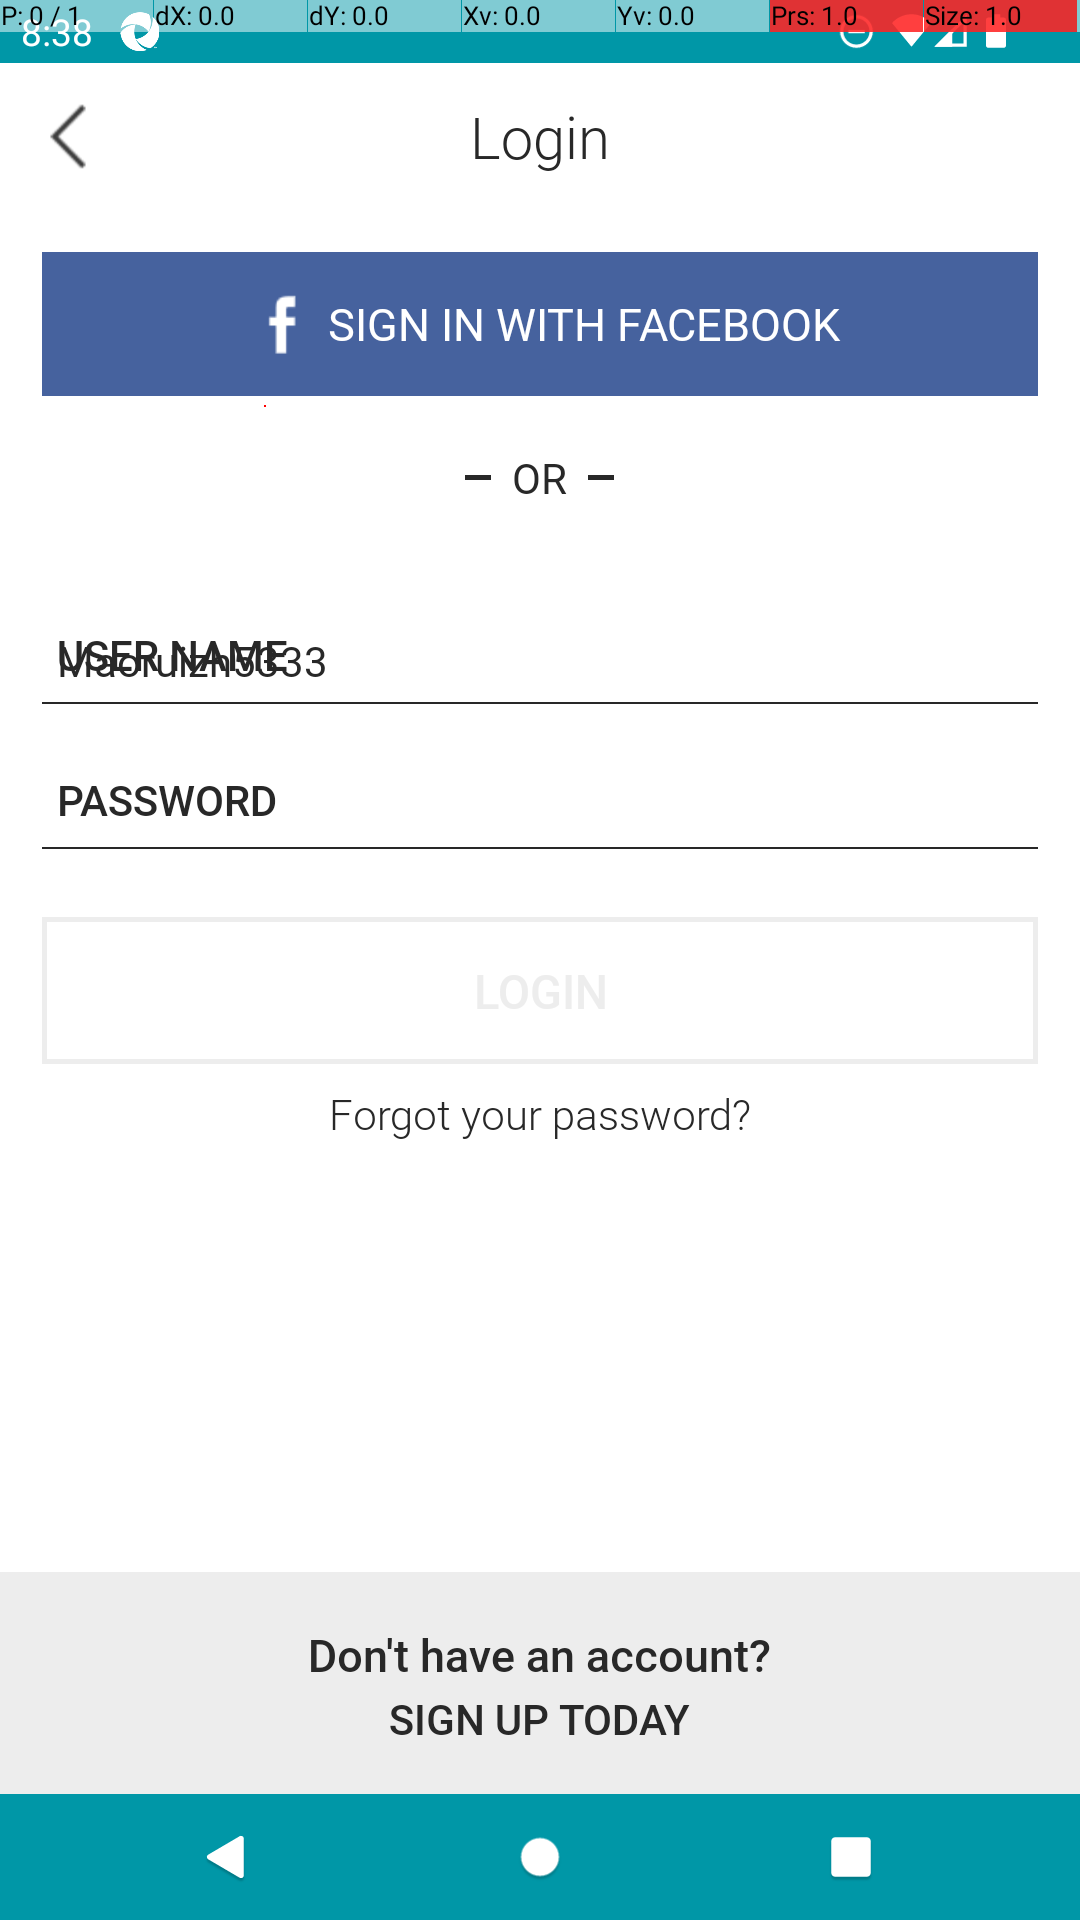 P: 0 / 1 dX: 0.0 dY: 0.0 Xv: 0.0 Yv: 0.0 Prs: 1.0 Size: 1.0
8:38
Login
f SIGN IN WITH FACEBOOK
– OR –
USER NAME
PASSWORD
LOGIN
Forgot your password?
Don't have an account?
SIGN UP TODAY